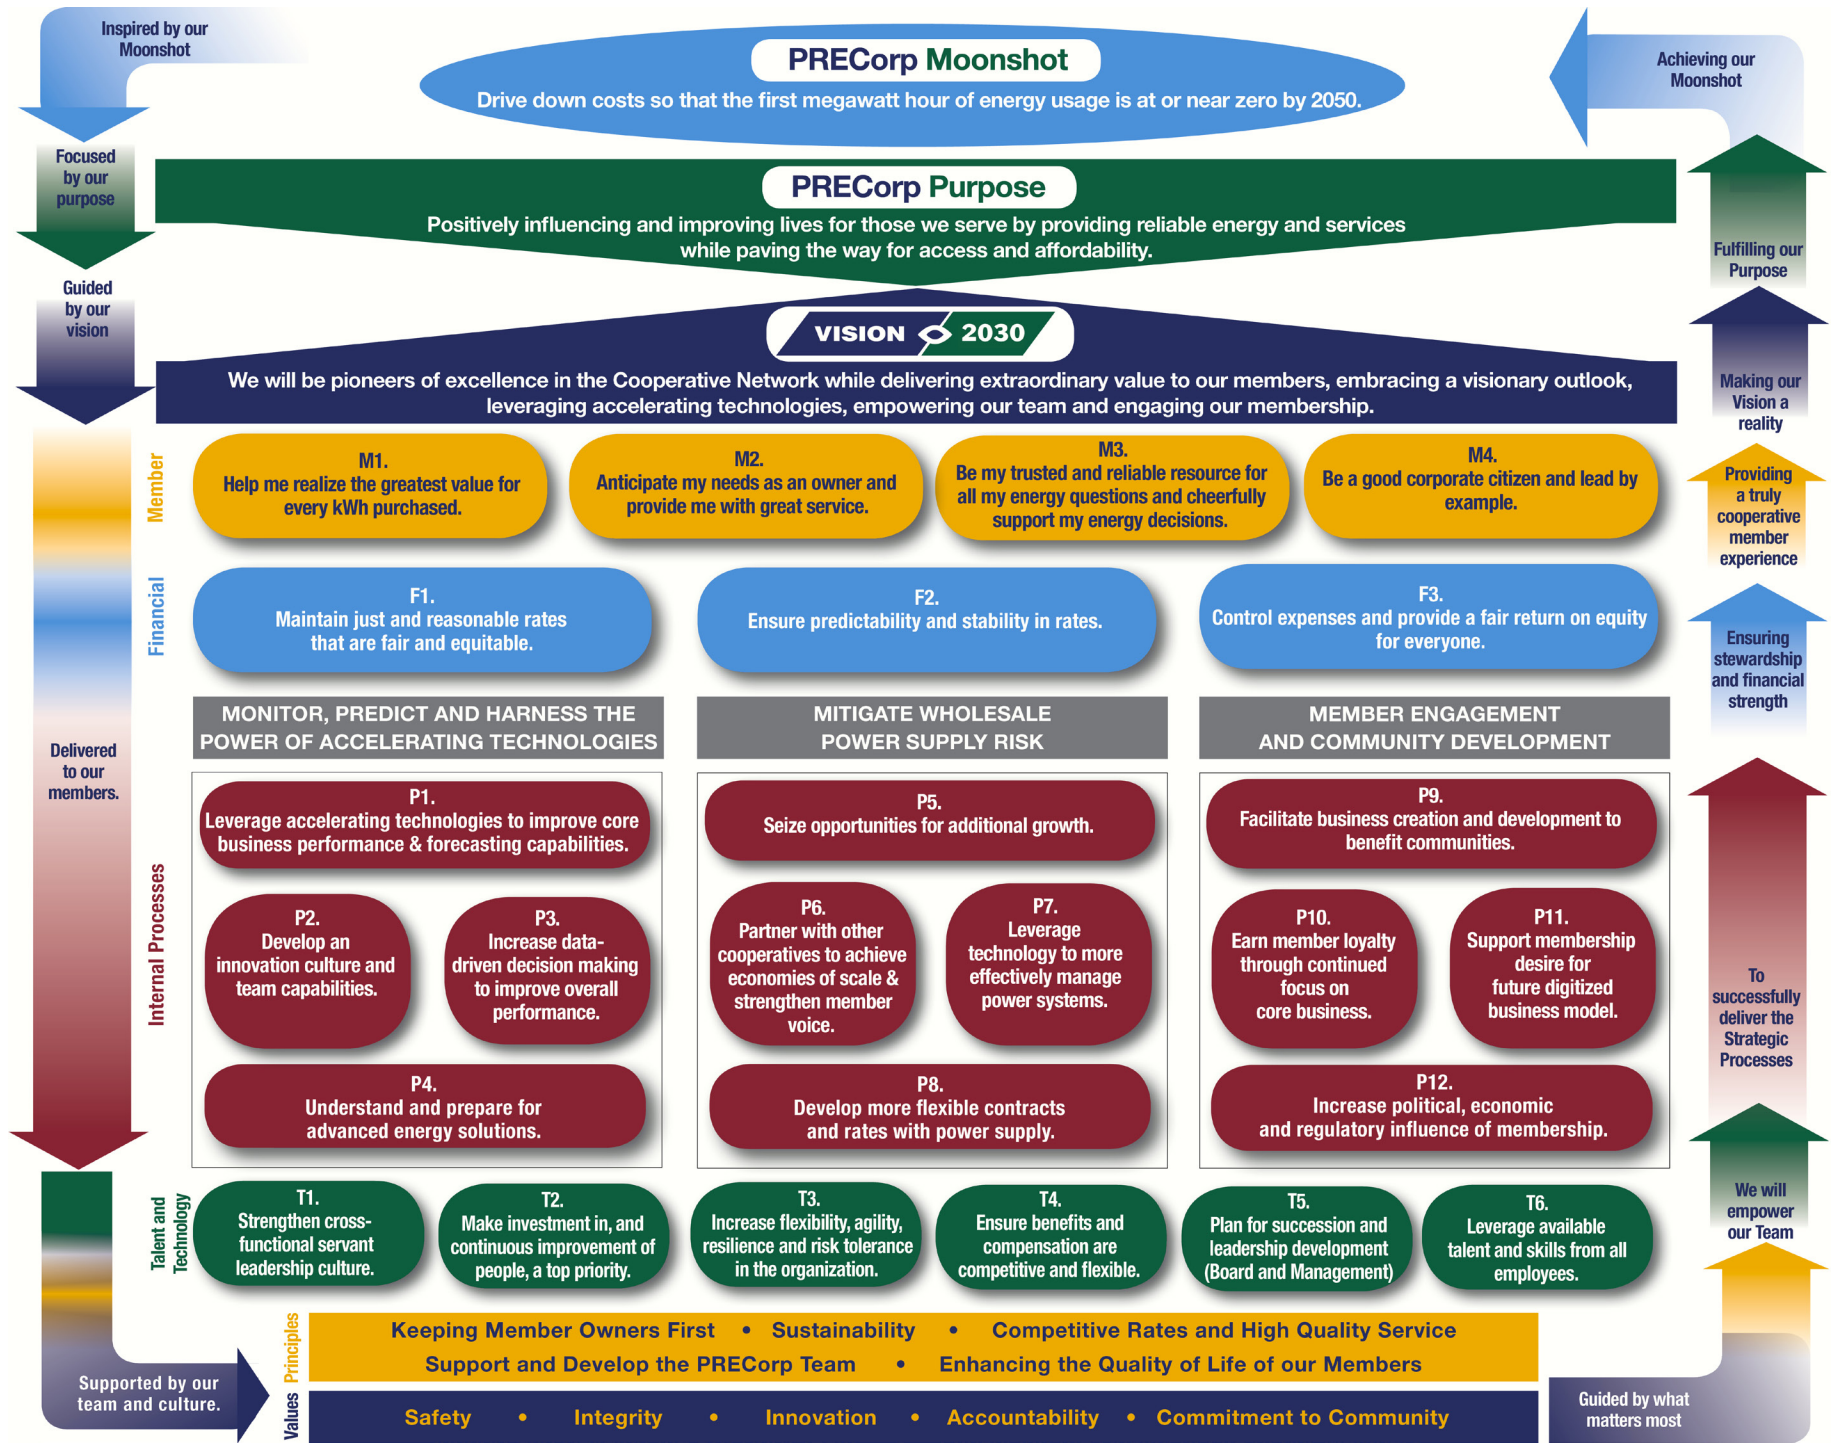 Inspired by our
Moonshot
PRECorp Moonshot
Drive down costs so that the first megawatt hour of energy usage is at or near zero by 2050.
Achieving our
Moonshot
Focused
by our
purpose
PRECorp Purpose
Positively influencing and improving lives for those we serve by providing reliable energy and services
while paving the way for access and affordability.
Fulfilling our
Purpose
Guided
by our
vision
VISION 2030
We will be pioneers of excellence in the Cooperative Network while delivering extraordinary value to our members, embracing a visionary outlook,
leveraging accelerating technologies, empowering our team and engaging our membership.
Making our
Vision a
reality
Member
M1.
Help me realize the greatest value for
every kWh purchased.
M2.
Anticipate my needs as an owner and
provide me with great service.
M3.
Be my trusted and reliable resource for
all my energy questions and cheerfully
support my energy decisions.
M4.
Be a good corporate citizen and lead by
example.
Providing
a truly
cooperative
member
experience
Financial
F1.
Maintain just and reasonable rates
that are fair and equitable.
F2.
Ensure predictability and stability in rates.
F3.
Control expenses and provide a fair return on equity
for everyone.
Ensuring
stewardship
and financial
strength
Delivered
to our
members.
Internal Processes
MONITOR, PREDICT AND HARNESS THE
POWER OF ACCELERATING TECHNOLOGIES
P1.
Leverage accelerating technologies to improve core
business performance & forecasting capabilities.
P2.
Develop an
innovation culture and
team capabilities.
P3.
Increase data-
driven decision making
to improve overall
performance.
P4.
Understand and prepare for
advanced energy solutions.
MITIGATE WHOLESALE
POWER SUPPLY RISK
P5.
Seize opportunities for additional growth.
P6.
Partner with other
cooperatives to achieve
economies of scale &
strengthen member
voice.
P7.
Leverage
technology to more
effectively manage
power systems.
P8.
Develop more flexible contracts
and rates with power supply.
MEMBER ENGAGEMENT
AND COMMUNITY DEVELOPMENT
P9.
Facilitate business creation and development to
benefit communities.
P10.
Earn member loyalty
through continued
focus on
core business.
P11.
Support membership
desire for
future digitized
business model.
P12.
Increase political, economic
and regulatory influence of membership.
To
successfully
deliver the
Strategic
Processes
Talent and
Technology
T1.
Strengthen cross-
functional servant
leadership culture.
T2.
Make investment in, and
continuous improvement of
people, a top priority.
T3.
Increase flexibility, agility,
resilience and risk tolerance
in the organization.
T4.
Ensure benefits and
compensation are
competitive and flexible.
T5.
Plan for succession and
leadership development
(Board and Management)
T6.
Leverage available
talent and skills from all
employees.
We will
empower
our Team
Supported by our
team and culture.
Principles
Keeping Member Owners First • Sustainability • Competitive Rates and High Quality Service
Support and Develop the PRECorp Team • Enhancing the Quality of Life of our Members
Values
Safety • Integrity • Innovation • Accountability • Commitment to Community
Guided by what
matters most